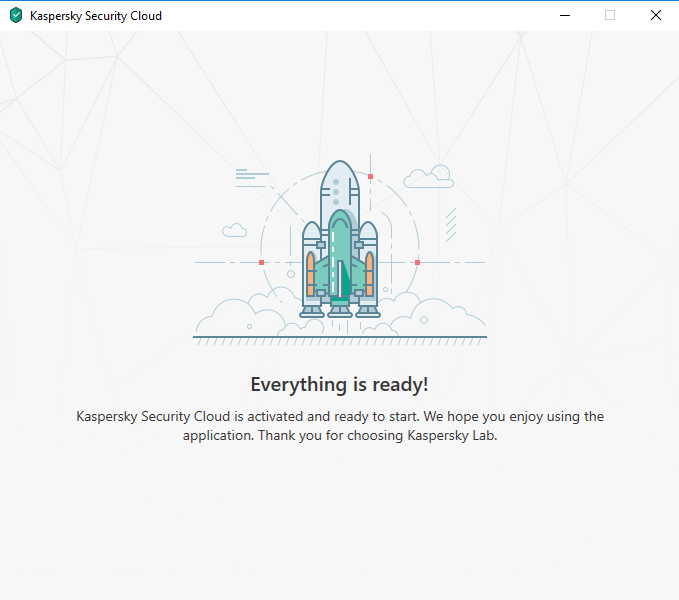 Kaspersky Security Cloud
Everything is ready!
Kaspersky Security Cloud is activated and ready to start. We hope you enjoy using the
application. Thank you for choosing Kaspersky Lab.